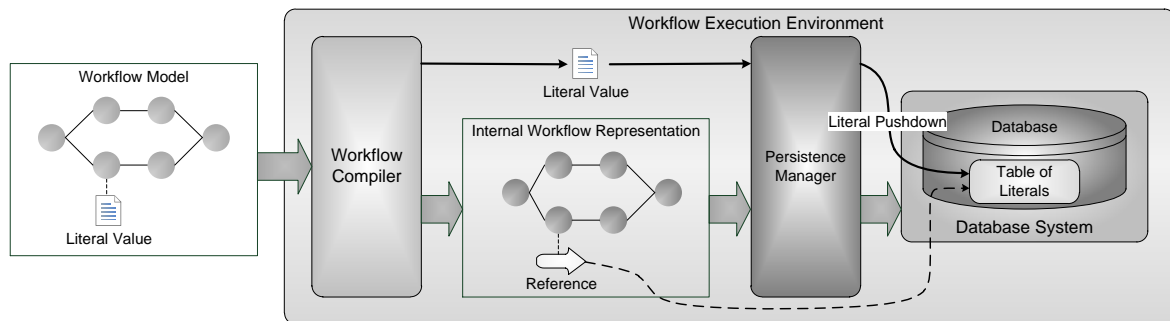 Workflow Execution Environment
Workflow Model
Literal Value
Workflow
Compiler
Literal Value
Internal Workflow Representation
Reference
Persistence
Manager
Literal Pushdown
Database
Table of
Literals
Database System